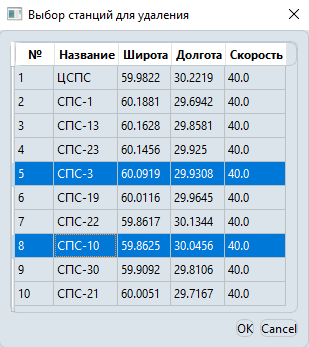 Выбор станций для удаления
№ Название Широта Долгота Скорость
1 ЦСПС 59.9822 30.2219 40.0
2 СПС-1 60.1881 29.6942 40.0
3 СПС-13 60.1628 29.8581 40.0
4 СПС-23 60.1456 29.925 40.0
5 СПС-3 60.0919 29.9308 40.0
6 СПС-19 60.0116 29.9645 40.0
7 СПС-22 59.8617 30.1344 40.0
8 СПС-10 59.8625 30.0456 40.0
9 СПС-30 59.9092 29.8106 40.0
10 СПС-21 60.0051 29.7167 40.0
OK Cancel